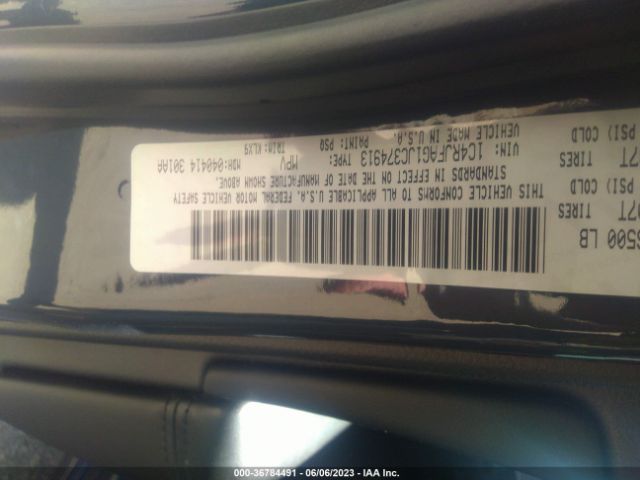 6500 LB
TIRES
PSI) COLD
TIRES
PSI) COLD
THIS VEHICLE CONFORMS TO ALL APPLICABLE U.S.A. FEDERAL MOTOR VEHICLE SAFETY
STANDARDS IN EFFECT ON THE DATE OF MANUFACTURE SHOWN ABOVE.
VIN: 1C4RJFAG1JC374913 TYPE: MPV MDH:040414 301AA
VEHICLE MADE IN U.S.A. PAINT: PSQ TRIM: KLX9
000-36784491 - 06/06/2023 - IAA Inc.